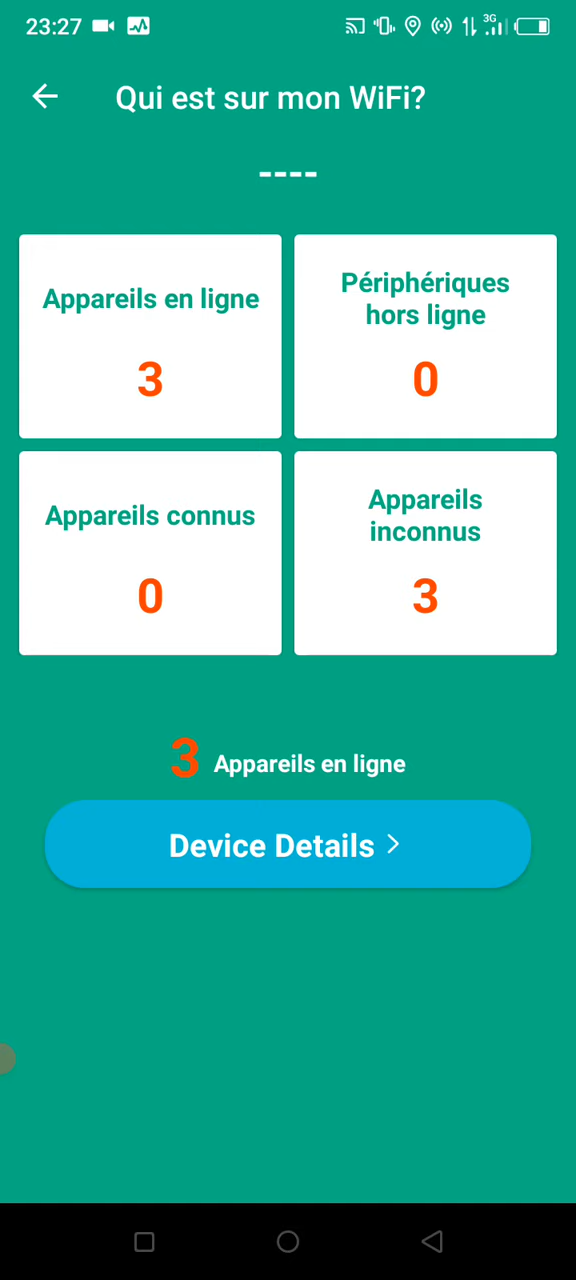 23:27
3G
Qui est sur mon WiFi?
----
Appareils en ligne
3
Périphériques
hors ligne
0
Appareils connus
0
Appareils
inconnus
3
3 Appareils en ligne
Device Details >